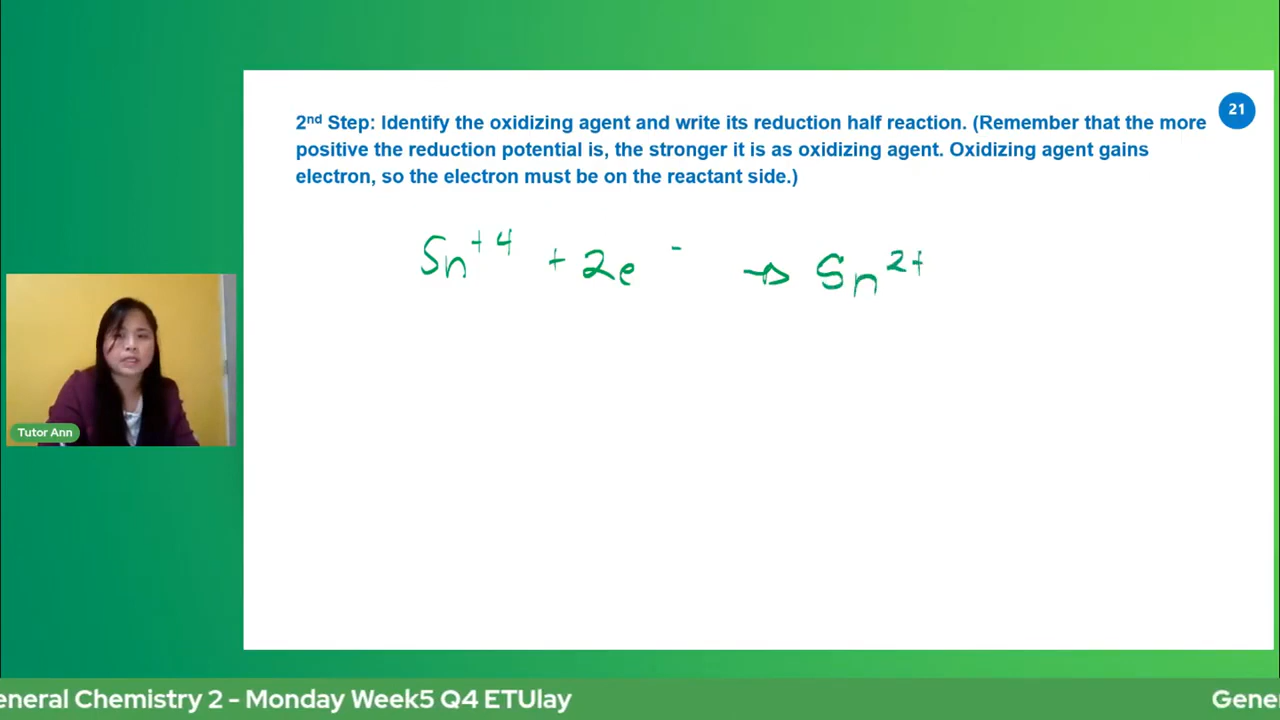 2nd Step: Identify the oxidizing agent and write its reduction half reaction. (Remember that the more
positive the reduction potential is, the stronger it is as oxidizing agent. Oxidizing agent gains
electron, so the electron must be on the reactant side.)
21
Sn+4 + 2e - → Sn2+
Tutor Ann
eneral Chemistry 2 - Monday Week5 Q4 ETUlay
Gene